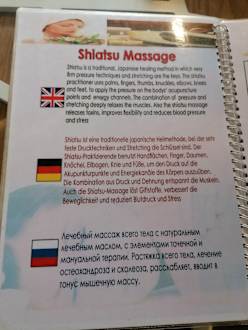 Shiatsu Massage
Shiatsu is a traditional, Japanese healing method in which very
firm pressure techniques and stretching are the keys. The shiatsu
practitioner uses palms, fingers, thumbs, knuckles, elbows, knees
and feet, to apply the pressure on the bodys' acupuncture
points and energy channels. The combination of pressure and
stretching deeply relaxes the muscles. Also the shiatsu massage
releases toxins, improves flexibility and reduces blood pressure
and stress
Shiatsu ist eine traditionelle japanische Heilmethode, bei der sehr
feste Drucktechniken und Stretching die Schlüssel sind. Der
Shiatsu-Praktizierende benutzt Handflächen, Finger, Daumen,
Knöchel, Ellbogen, Knie und Füße, um den Druck auf die
Akupunkturpunkte und Energiekanäle des Körpers auszuüben.
Die Kombination aus Druck und Dehnung entspannt die Muskeln.
Auch die Shiatsu-Massage löst Giftstoffe, verbessert die
Beweglichkeit und reduziert Blutdruck und Stress
Лечебный массаж всего тела с натуральным
лечебным маслом, с элементами точечной и
мануальной терапии. Растяжка всего тела, лечение
остеохандроза и сколеоза, расслабляет, вводит в
тонус мышечную массу.